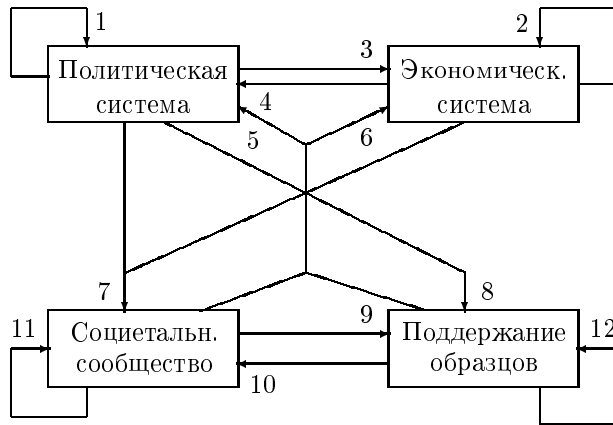 1
2
3
Политическая
система
Экономическ.
система
4
5
6
7
8
9
11
12
Социетальн.
сообщество
Поддержание
образцов
10